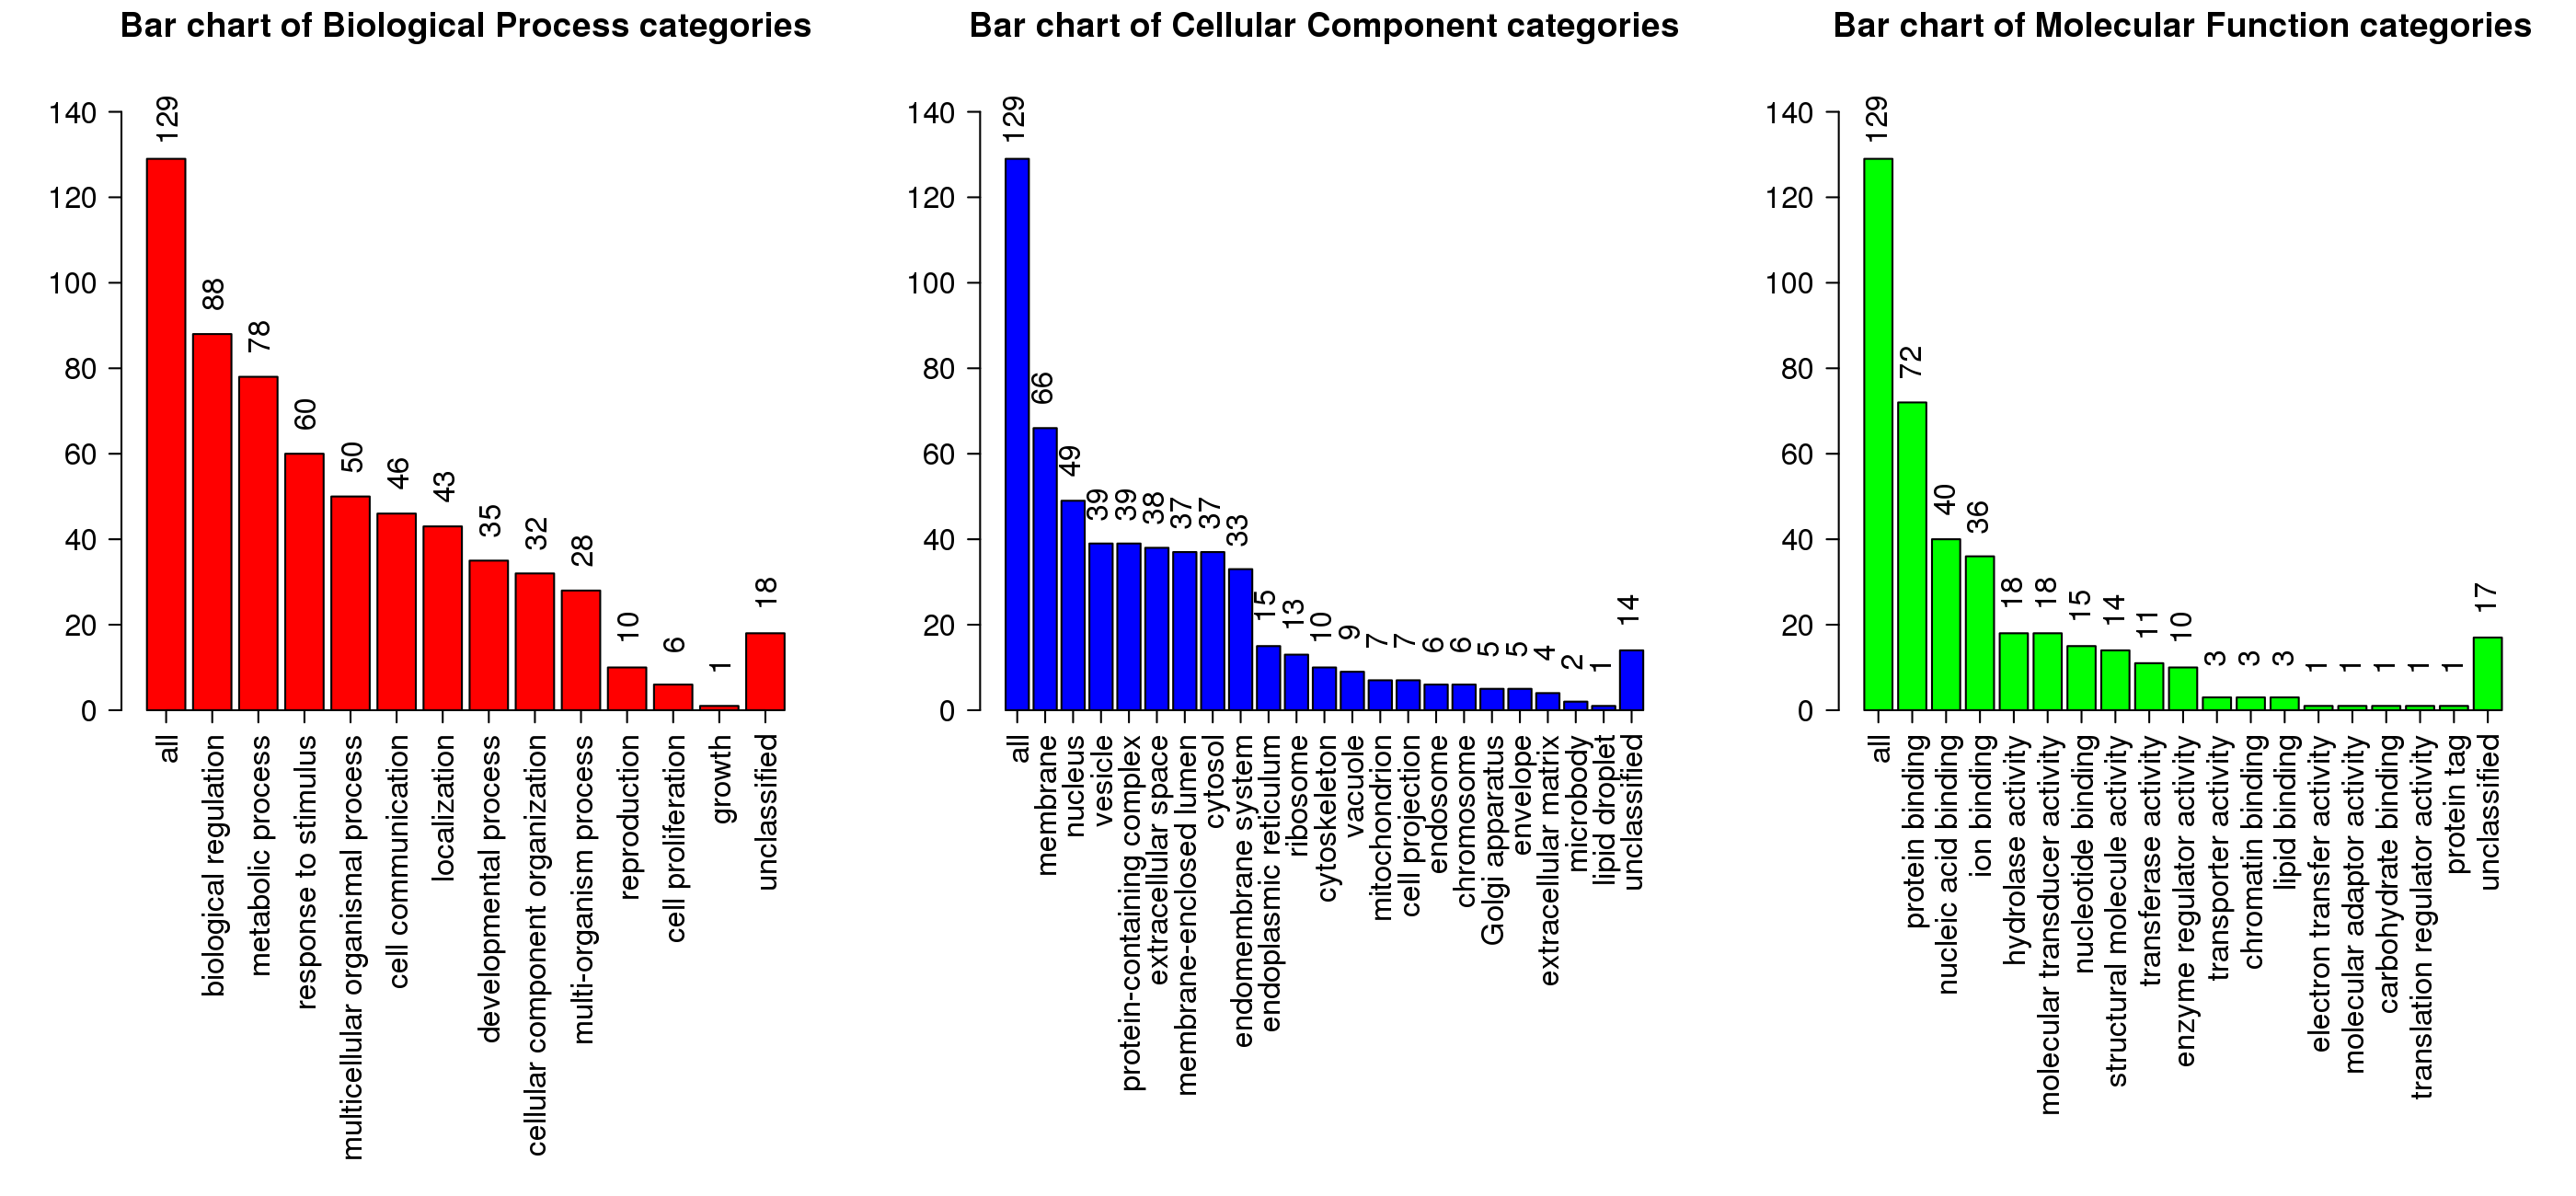 Bar chart of Biological Process categories
140
120
100
80
60
40
20
0
129
88
78
60
50
46
43
35
32
28
10
6
1
18
all
biological regulation
metabolic process
response to stimulus
multicellular organismal process
cell communication
localization
developmental process
cellular component organization
multi-organism process
reproduction
cell proliferation
growth
unclassified
Bar chart of Cellular Component categories
140
120
100
80
60
40
20
0
129
66
49
39
39
38
37
37
33
15
13
10
9
7
7
6
6
5
5
4
2
1
14
all
membrane
nucleus
vesicle
protein-containing complex
extracellular space
membrane-enclosed lumen
cytosol
endomembrane system
endoplasmic reticulum
ribosome
cytoskeleton
vacuole
mitochondrion
cell projection
endosome
chromosome
Golgi apparatus
envelope
extracellular matrix
microbody
lipid droplet
unclassified
Bar chart of Molecular Function categories
140
120
100
80
60
40
20
0
129
72
40
36
18
18
15
14
11
10
3
3
3
1
1
1
1
1
17
all
protein binding
nucleic acid binding
ion binding
hydrolase activity
molecular transducer activity
nucleotide binding
structural molecule activity
transferase activity
enzyme regulator activity
transporter activity
chromatin binding
lipid binding
electron transfer activity
molecular adaptor activity
carbohydrate binding
translation regulator activity
protein tag
unclassified